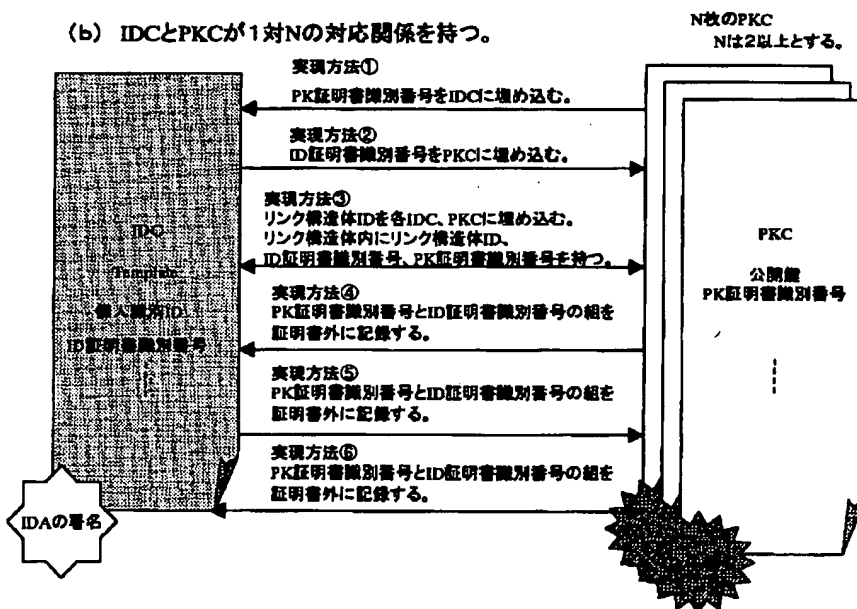 (b) IDCとPKCが1対Nの対応関係を持つ。
N枚のPKC
Nは2以上とする。
実現方法①
PK証明書識別番号をIDCに埋め込む。
実現方法②
ID証明書識別番号をPKCに埋め込む。
実現方法③
リンク構造体IDを各IDC、PKCに埋め込む。
リンク構造体内にリンク構造体ID、
ID証明書識別番号、PK証明書識別番号を持つ。
実現方法④
PK証明書識別番号とID証明書識別番号の組を
証明書外に記録する。
実現方法⑤
PK証明書識別番号とID証明書識別番号の組を
証明書外に記録する。
実現方法⑥
PK証明書識別番号とID証明書識別番号の組を
証明書外に記録する。
IDC
Template
個人識別ID
ID証明書識別番号
IDAの署名
PKC
公開鍵
PK証明書識別番号